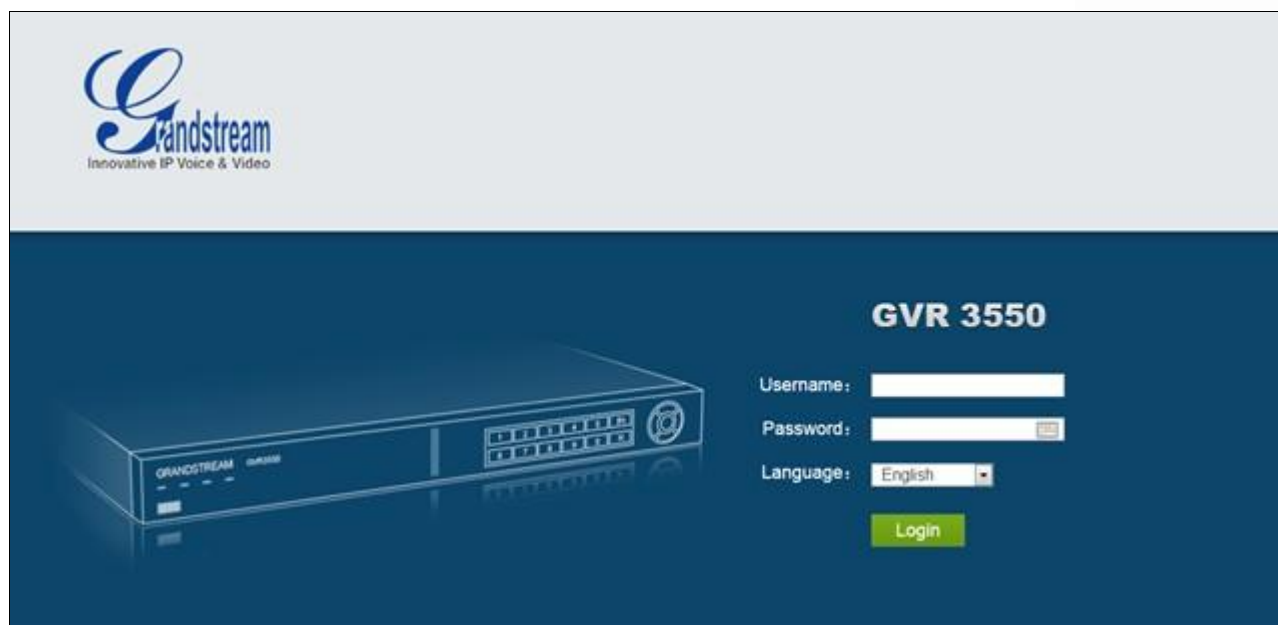 Grandstream
Innovative IP Voice & Video
GVR 3550
Username:
Password:
Language: English
Login
GRANDSTREAM